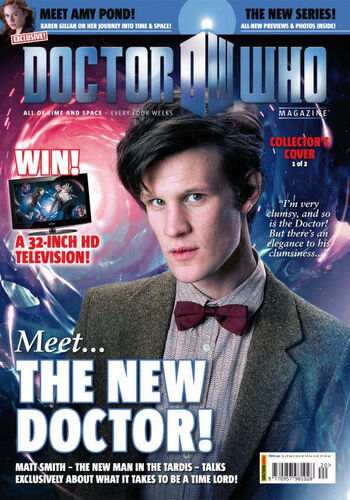 MEET AMY POND!
KAREN GILLAN ON HER JOURNEY INTO TIME & SPACE!
EXCLUSIVE!
THE NEW SERIES!
ALL-NEW PREVIEWS & PHOTOS INSIDE!
DOCTOR WHO
ALL OF TIME AND SPACE – EVERY FOUR WEEKS
MAGAZINE
COLLECTOR'S
COVER
1 of 2
WIN!
A 32-INCH HD
TELEVISION!
"I'm very
clumsy, and so
is the Doctor!
But there's an
elegance to his
clumsiness..."
Meet...
THE NEW
DOCTOR!
MATT SMITH – THE NEW MAN IN THE TARDIS – TALKS
EXCLUSIVELY ABOUT WHAT IT TAKES TO BE A TIME LORD!